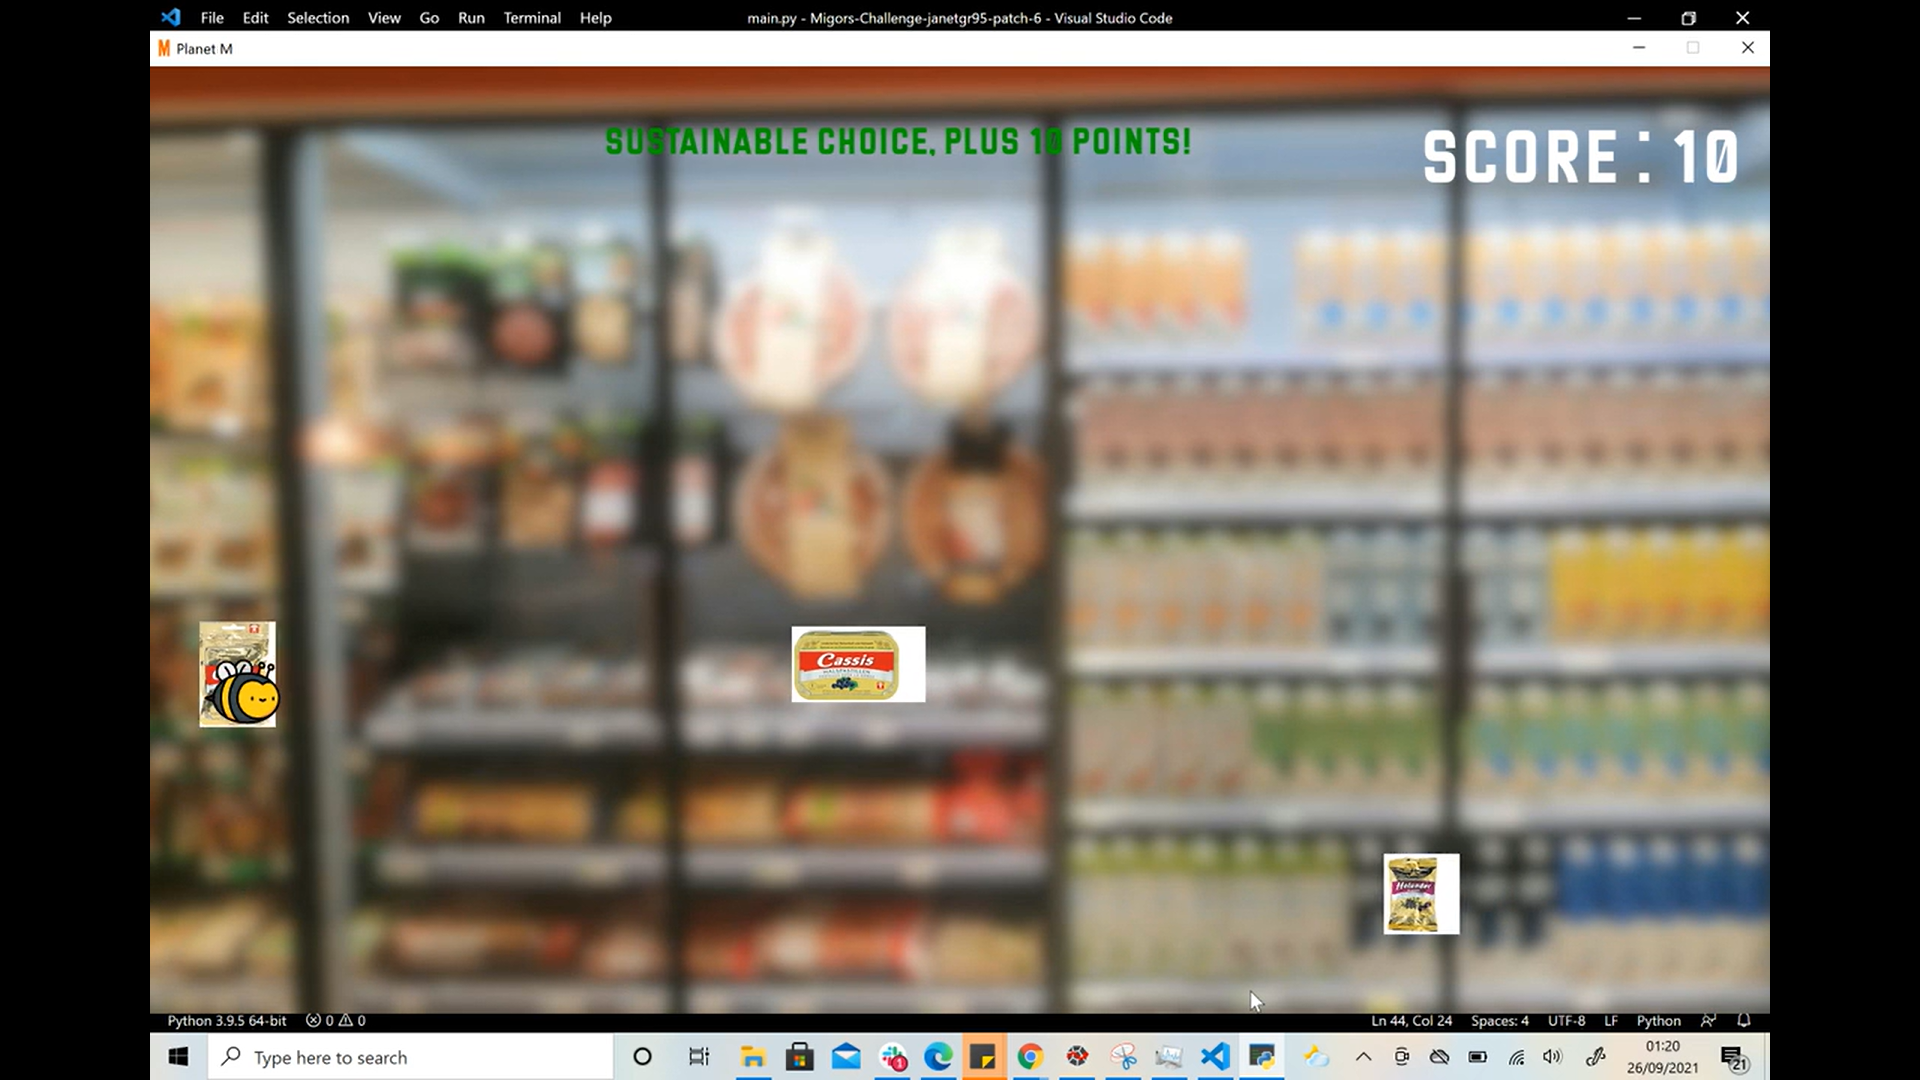 File Edit Selection View Go Run Terminal Help
main.py - Migors-Challenge-janetgr95-patch-6 - Visual Studio Code
M Planet M
SUSTAINABLE CHOICE, PLUS 10 POINTS!
SCORE:10
Cassis
Holunder
Python 3.9.5 64-bit 0 0
Ln 44, Col 24 Spaces: 4 UTF-8 LF Python
Type here to search
1
01:20
26/09/2021
21